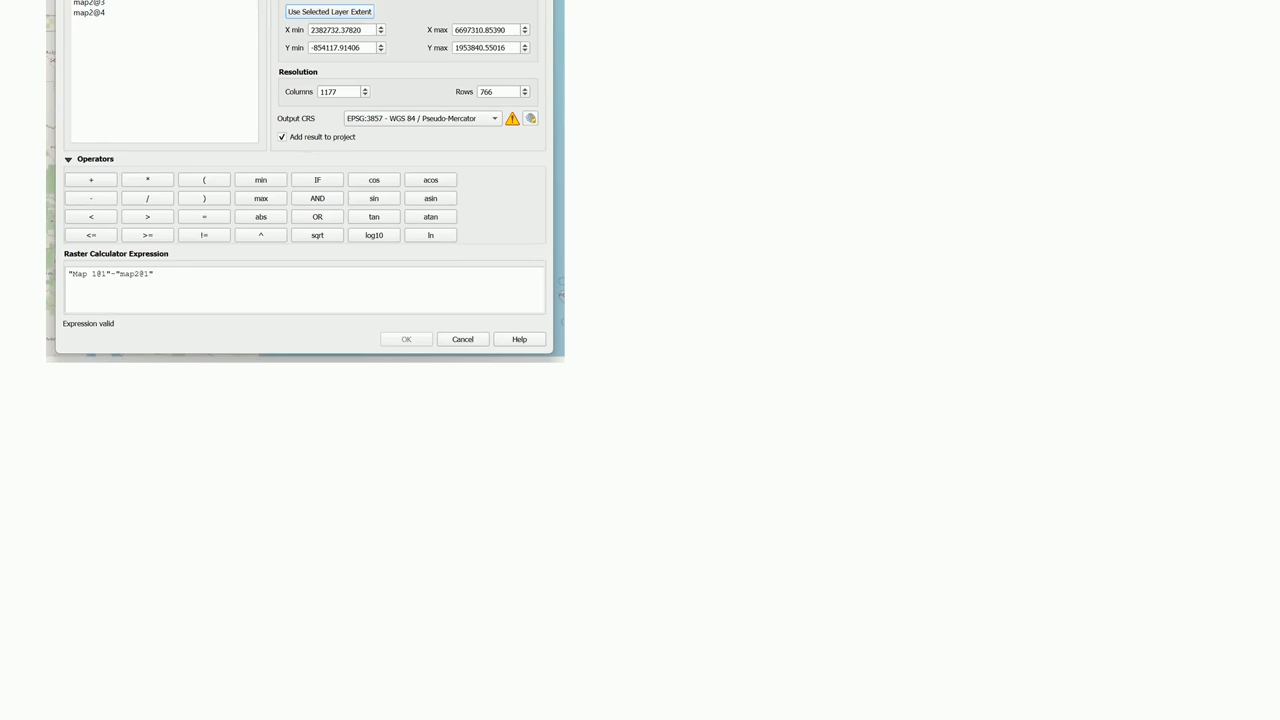 map2@3
map2@4
Use Selected Layer Extent
X min 2382732.37820 X max 6697310.85390
Y min -854117.91406 Y max 1953840.55016
Resolution
Columns 1177 Rows 766
Output CRS EPSG:3857 - WGS 84 / Pseudo-Mercator
Add result to project
Operators
+ * ( min IF cos acos
- / ) max AND sin asin
< > = abs OR tan atan
<= >= != ^ sqrt log10 ln
Raster Calculator Expression
"Map 1@1"-"map2@1"
Expression valid
OK Cancel Help